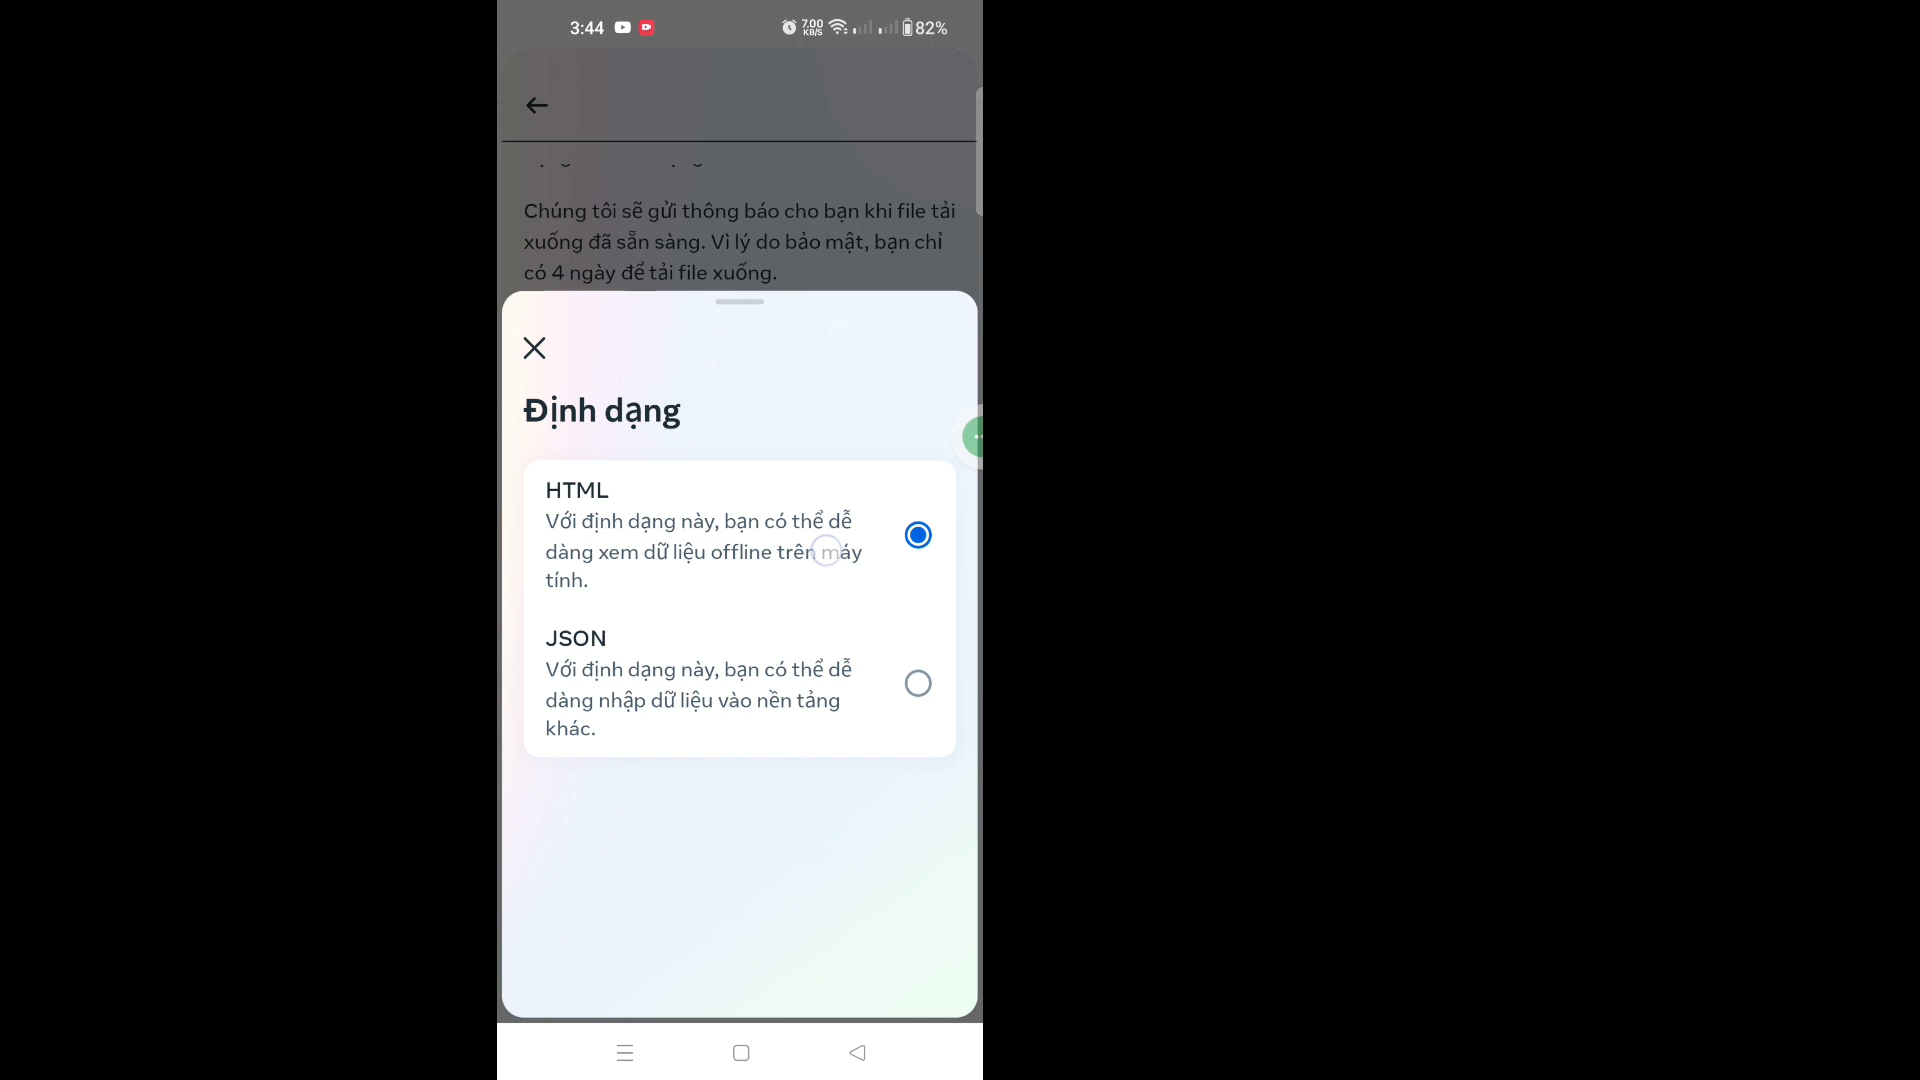 3:44
7.00
KB/S
82%
Chúng tôi sẽ gửi thông báo cho bạn khi file tải
xuống đã sẵn sàng. Vì lý do bảo mật, bạn chỉ
có 4 ngày để tải file xuống.
Định dạng
HTML
Với định dạng này, bạn có thể dễ
dàng xem dữ liệu offline trên máy
tính.
JSON
Với định dạng này, bạn có thể dễ
dàng nhập dữ liệu vào nền tảng
khác.